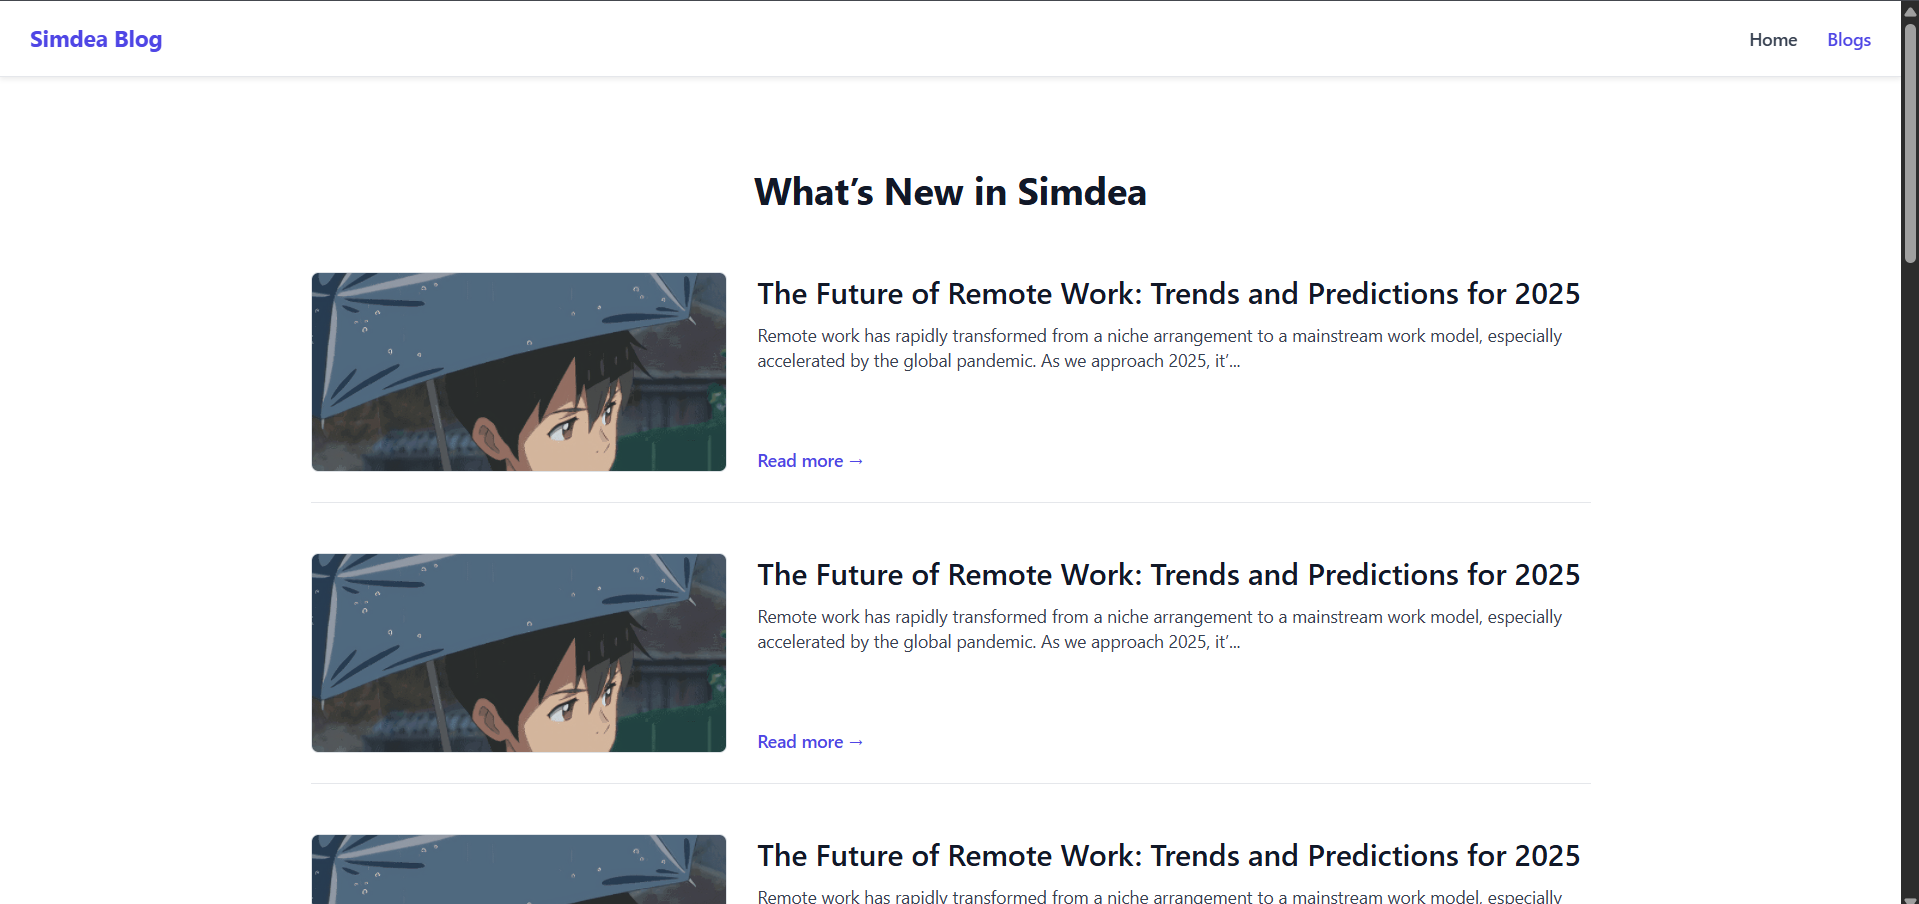 Simdea Blog
Home
Blogs
What’s New in Simdea
The Future of Remote Work: Trends and Predictions for 2025
Remote work has rapidly transformed from a niche arrangement to a mainstream work model, especially
accelerated by the global pandemic. As we approach 2025, it’...
Read more →
The Future of Remote Work: Trends and Predictions for 2025
Remote work has rapidly transformed from a niche arrangement to a mainstream work model, especially
accelerated by the global pandemic. As we approach 2025, it’...
Read more →
The Future of Remote Work: Trends and Predictions for 2025
Remote work has rapidly transformed from a niche arrangement to a mainstream work model, especially